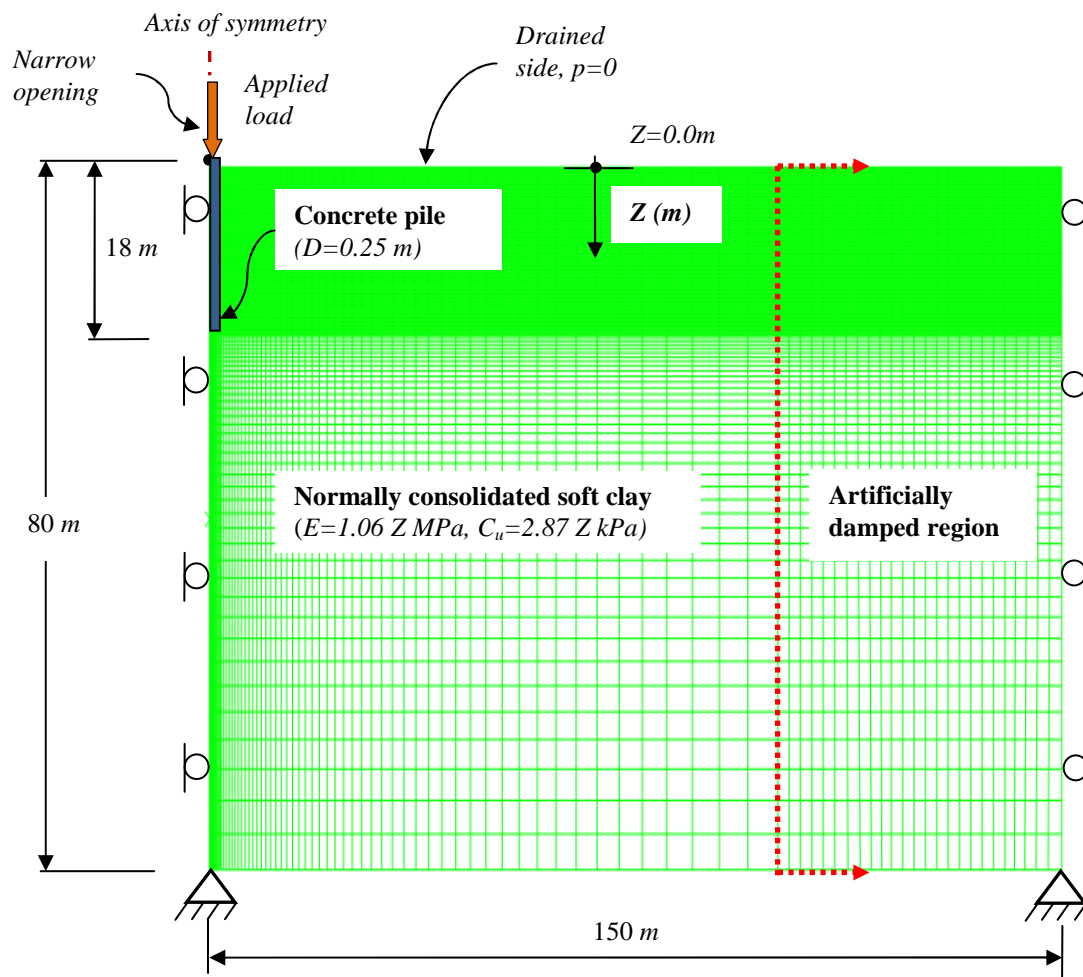 Axis of symmetry
Narrow
opening
Applied
load
Drained
side, p=0
Z=0.0m
Concrete pile
(D=0.25 m)
Z (m)
18 m
Normally consolidated soft clay
(E=1.06 Z MPa, Cu=2.87 Z kPa)
Artificially
damped region
80 m
150 m